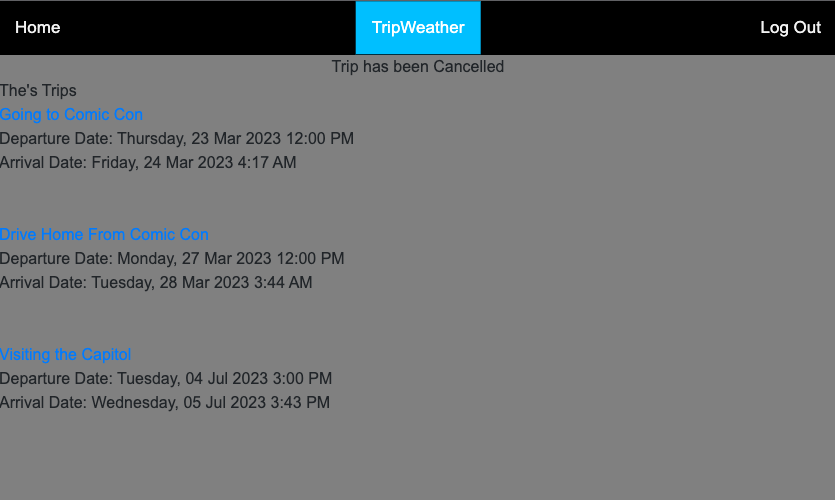 Home
TripWeather
Log Out
Trip has been Cancelled
The's Trips
Going to Comic Con
Departure Date: Thursday, 23 Mar 2023 12:00 PM
Arrival Date: Friday, 24 Mar 2023 4:17 AM
Drive Home From Comic Con
Departure Date: Monday, 27 Mar 2023 12:00 PM
Arrival Date: Tuesday, 28 Mar 2023 3:44 AM
Visiting the Capitol
Departure Date: Tuesday, 04 Jul 2023 3:00 PM
Arrival Date: Wednesday, 05 Jul 2023 3:43 PM